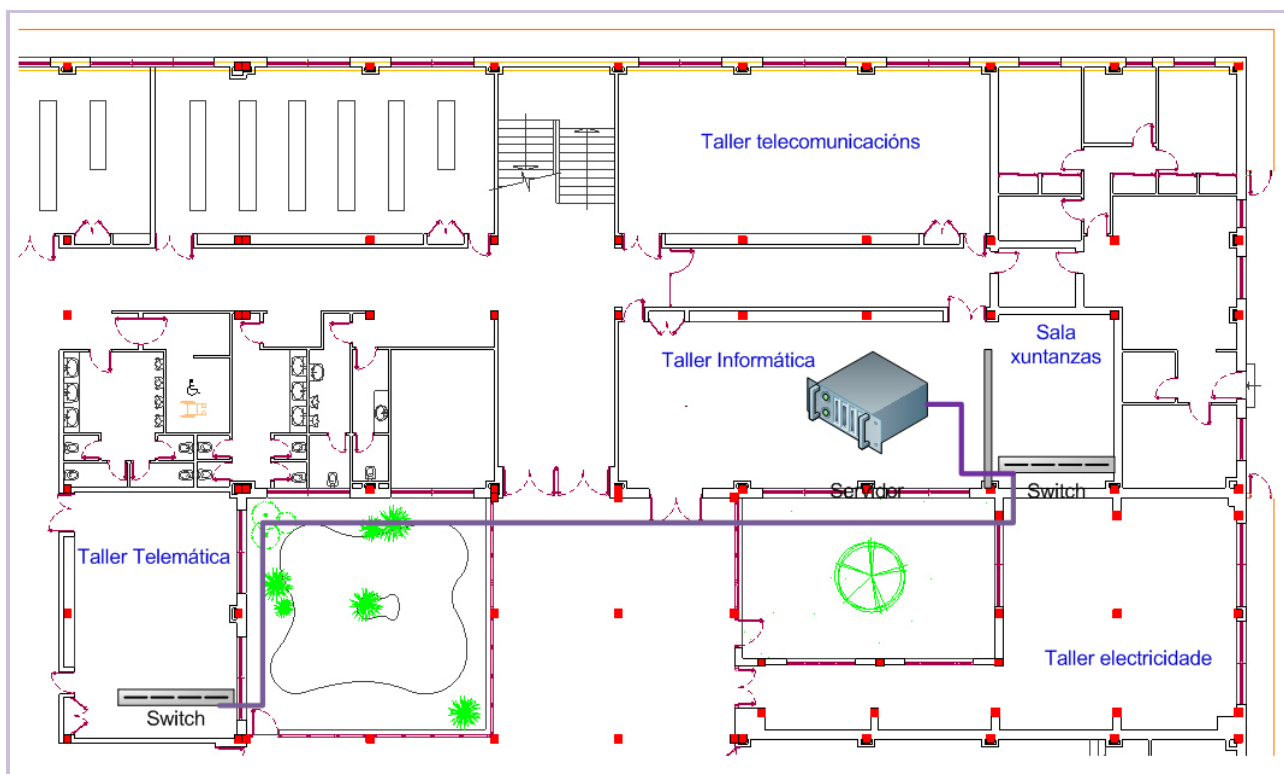 Taller telecomunicacións
Taller Informática
Sala
xuntanzas
Servidor
Switch
Taller Telemática
Taller electricidade
Switch